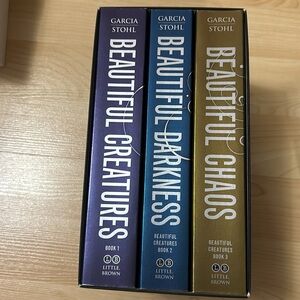 GARCIA
STOHL
BEAUTIFUL CREATURES
BOOK 1
L B
LITTLE, BROWN
GARCIA
STOHL
BEAUTIFUL DARKNESS
BEAUTIFUL
CREATURES
BOOK 2
L B
LITTLE, BROWN
GARCIA
STOHL
BEAUTIFUL CHAOS
BEAUTIFUL
CREATURES
BOOK 3
L B
LITTLE, BROWN